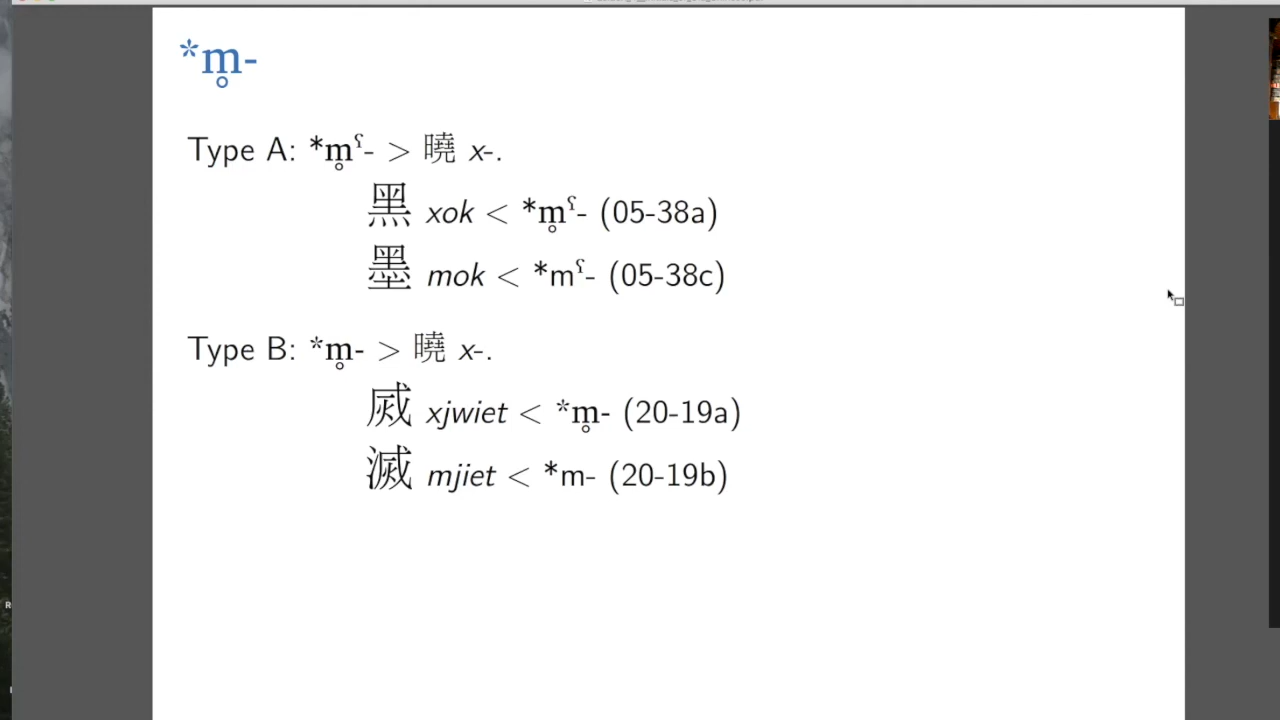 *m̥-
Type A: *m̥ˤ- > 曉 x-.
黑 xok < *m̥ˤ- (05-38a)
墨 mok < *mˤ- (05-38c)
Type B: *m̥- > 曉 x-.
烕 xjwiet < *m̥- (20-19a)
滅 mjiet < *m- (20-19b)